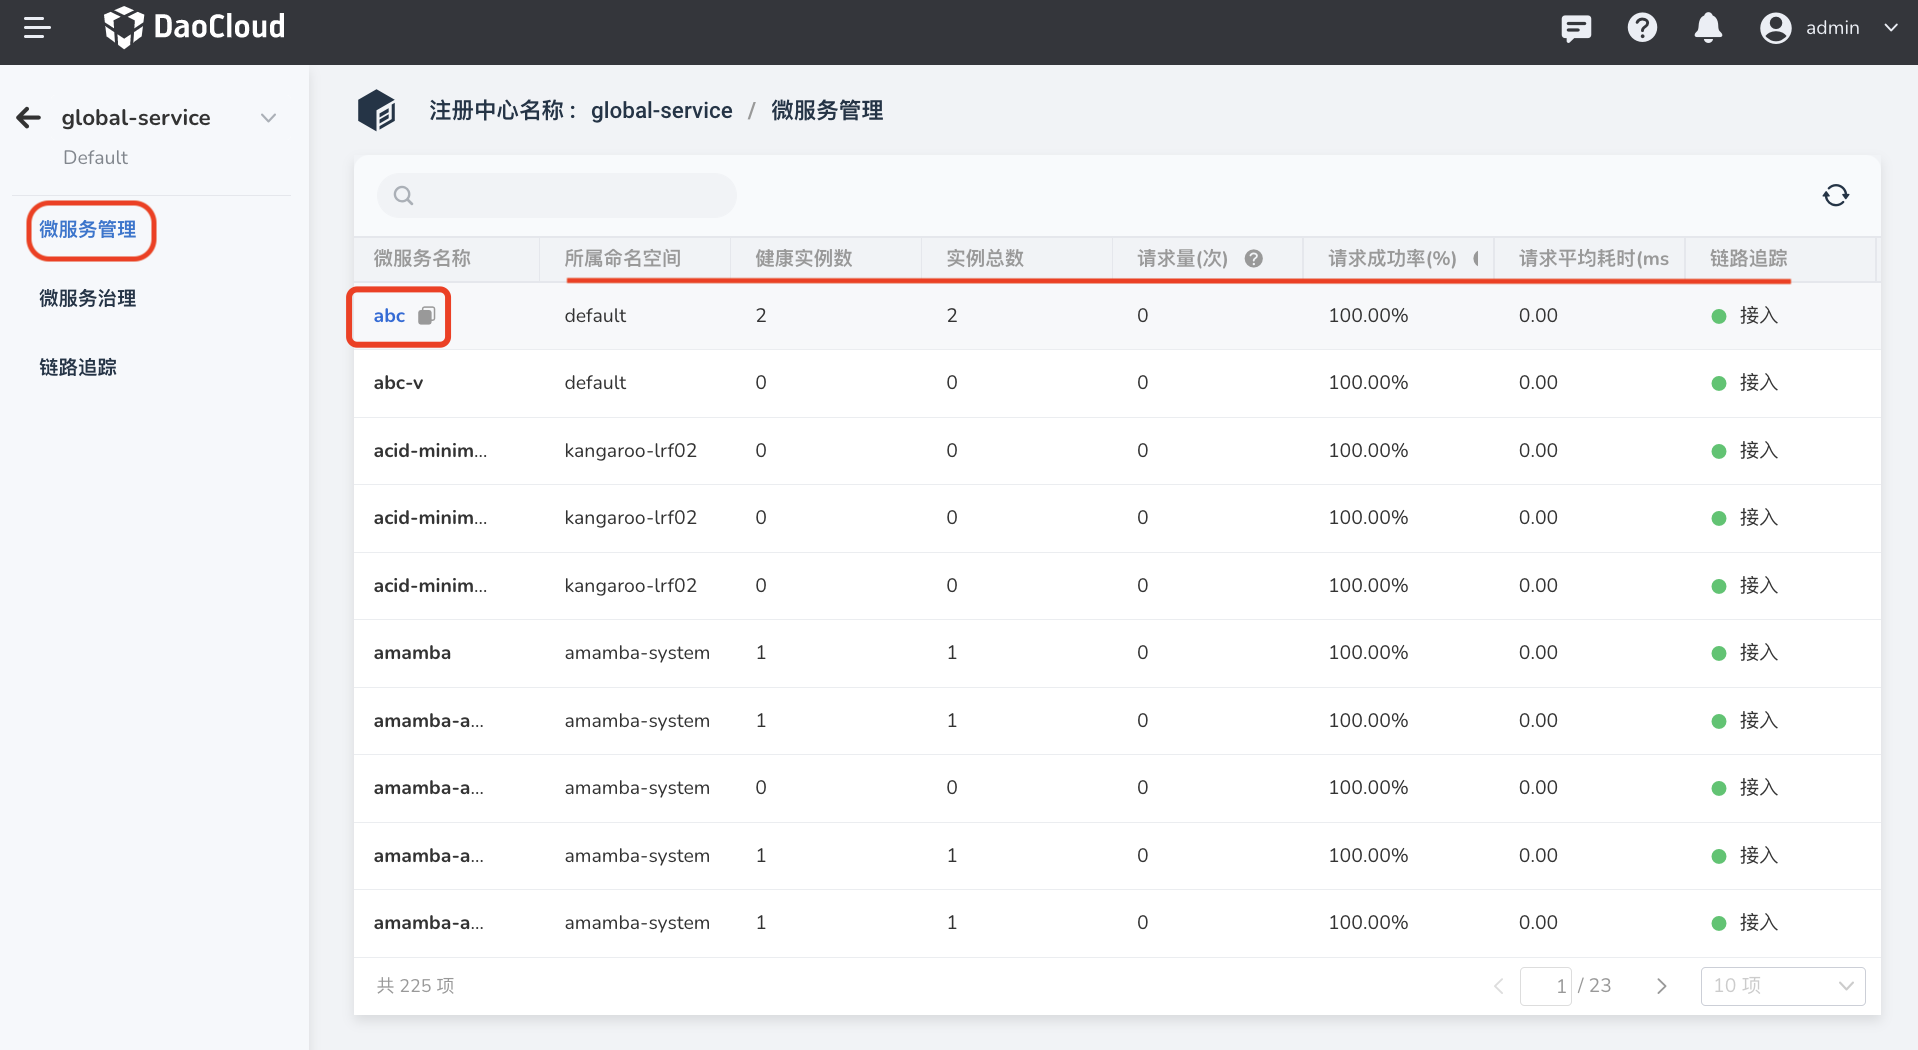 DaoCloud
admin
global-service
Default
微服务管理
微服务治理
链路追踪
注册中心名称： global-service / 微服务管理
微服务名称 所属命名空间 健康实例数 实例总数 请求量(次) 请求成功率(%) 请求平均耗时(ms 链路追踪
abc default 2 2 0 100.00% 0.00 接入
abc-v default 0 0 0 100.00% 0.00 接入
acid-minim... kangaroo-lrf02 0 0 0 100.00% 0.00 接入
acid-minim... kangaroo-lrf02 0 0 0 100.00% 0.00 接入
acid-minim... kangaroo-lrf02 0 0 0 100.00% 0.00 接入
amamba amamba-system 1 1 0 100.00% 0.00 接入
amamba-a... amamba-system 1 1 0 100.00% 0.00 接入
amamba-a... amamba-system 0 0 0 100.00% 0.00 接入
amamba-a... amamba-system 1 1 0 100.00% 0.00 接入
amamba-a... amamba-system 1 1 0 100.00% 0.00 接入
共 225 项 1 / 23 10 项